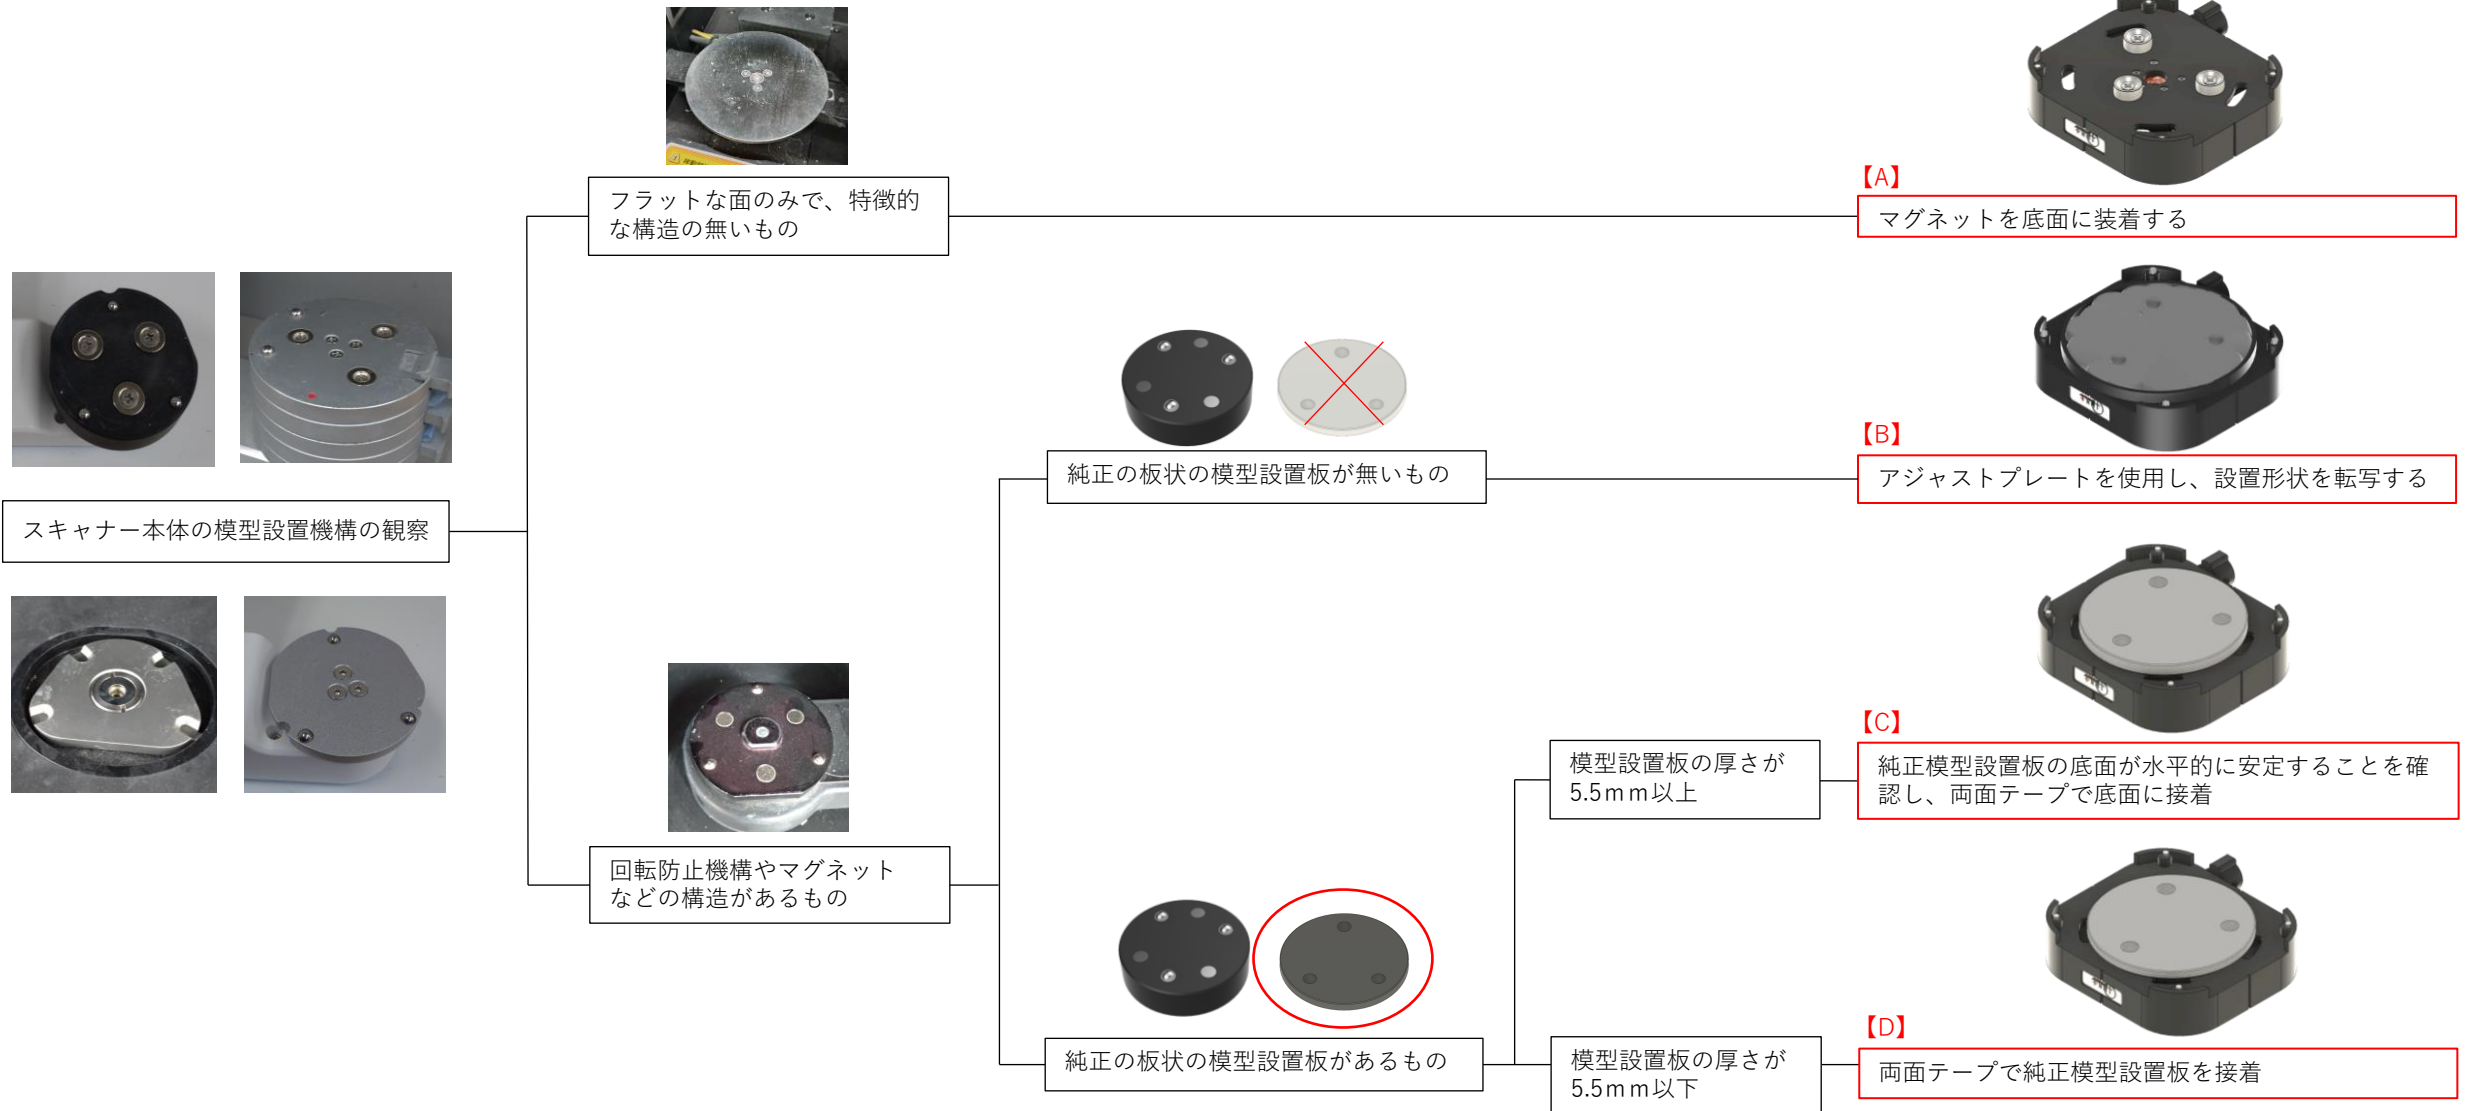 スキャナー本体の模型設置機構の観察
フラットな面のみで、特徴的
な構造の無いもの
【A】
マグネットを底面に装着する
純正の板状の模型設置板が無いもの
【B】
アジャストプレートを使用し、設置形状を転写する
回転防止機構やマグネット
などの構造があるもの
純正の板状の模型設置板があるもの
模型設置板の厚さが
5.5ｍｍ以上
【C】
純正模型設置板の底面が水平的に安定することを確
認し、両面テープで底面に接着
模型設置板の厚さが
5.5ｍｍ以下
【D】
両面テープで純正模型設置板を接着